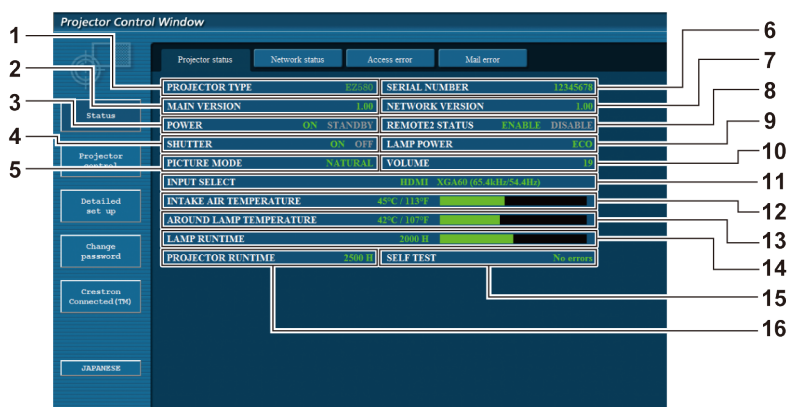 Projector Control Window
Projector status Network status Access error Mail error
1
2
3
4
5
6
7
8
9
10
11
12
13
14
15
16
PROJECTOR TYPE EZ580 SERIAL NUMBER 12345678
MAIN VERSION 1.00 NETWORK VERSION 1.00
POWER ON STANDBY REMOTE2 STATUS ENABLE DISABLE
SHUTTER ON OFF LAMP POWER ECO
PICTURE MODE NATURAL VOLUME 19
INPUT SELECT HDMI XGA60 (65.4kHz/54.4Hz)
INTAKE AIR TEMPERATURE 45°C / 113°F
AROUND LAMP TEMPERATURE 42°C / 107°F
LAMP RUNTIME 2000 H
PROJECTOR RUNTIME 2500 H SELF TEST No errors
Status
Projector
control
Detailed
set up
Change
password
Crestron
Connected(TM)
JAPANESE